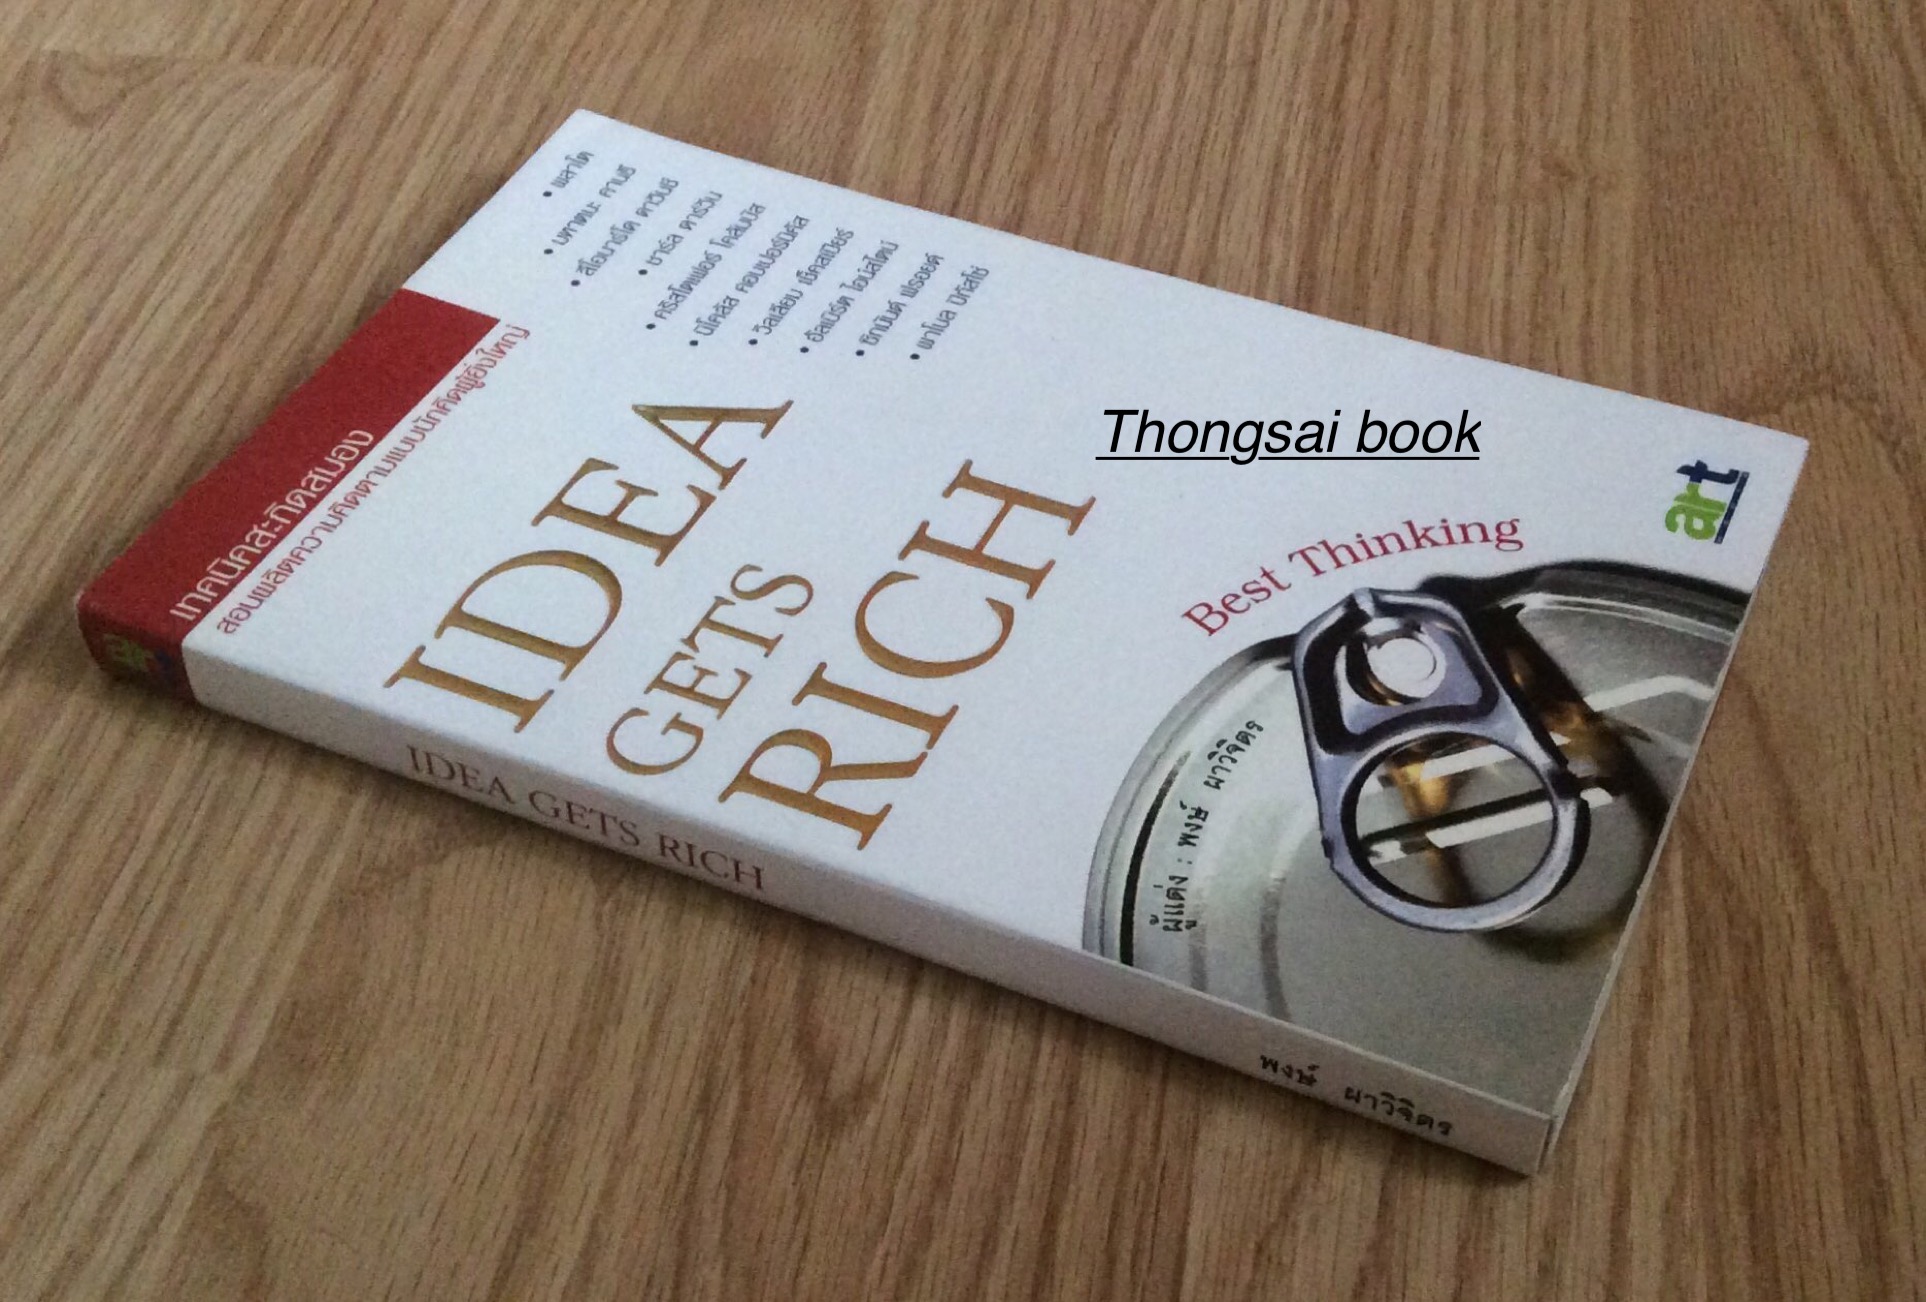 เทคนิคสะกิดสมอง
สอนผลิตความคิดตามแบบนักคิดผู้ยิ่งใหญ่
• พลาโต
• มหาตมะ คานธี
• ลีโอนาร์โด ดาวินซี
• ชาร์ล ดาร์วิน
• คริสโตเฟอร์ โคลัมบัส
• นิโคลัส คอบเปอร์นิคัส
• วิลเลียม เช็คสเปียร์
• อัลเบิร์ต ไอน์สไตน์
• ซิกมันด์ ฟรอยด์
• พาโบล ปิกัสโซ่
IDEA
GETS
RICH
Thongsai book
art
Best Thinking
ผู้แต่ง : พงษ์ ผาวิจิตร
IDEA GETS RICH
พงษ์ ผาวิจิตร